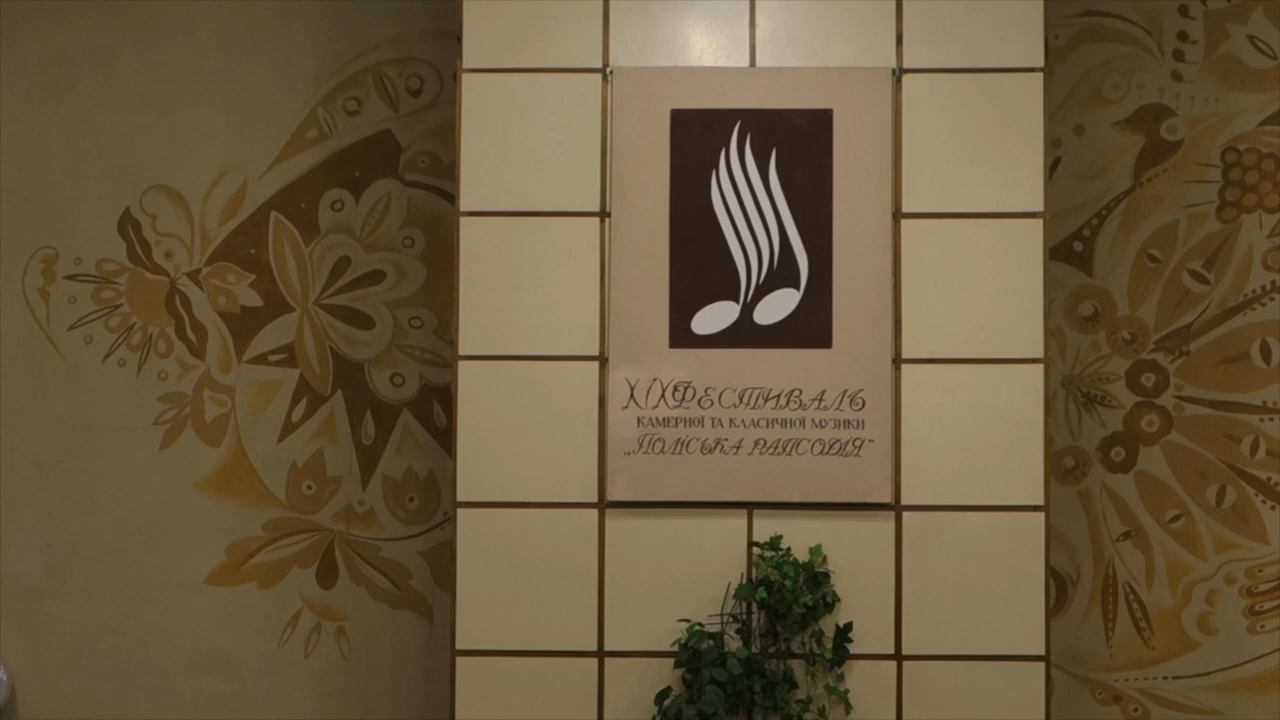 XIX ФЕСТИВАЛЬ
КАМЕРНОЇ ТА КЛАСИЧНОЇ МУЗИКИ
„ПОЛІСЬКА РАПСОДІЯ”